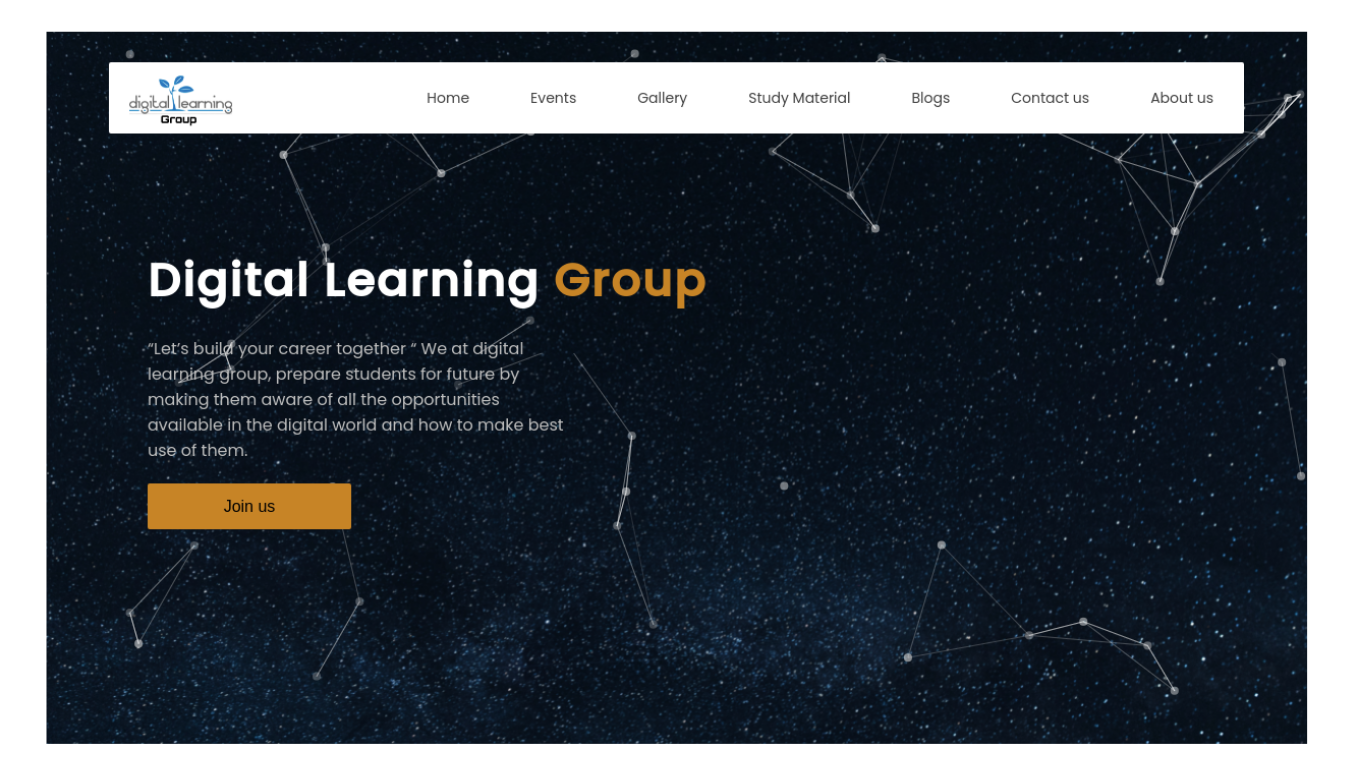 digital learning
Group
Home Events Gallery Study Material Blogs Contact us About us
Digital Learning Group
“Let’s build your career together “ We at digital
learning group, prepare students for future by
making them aware of all the opportunities
available in the digital world and how to make best
use of them.
Join us